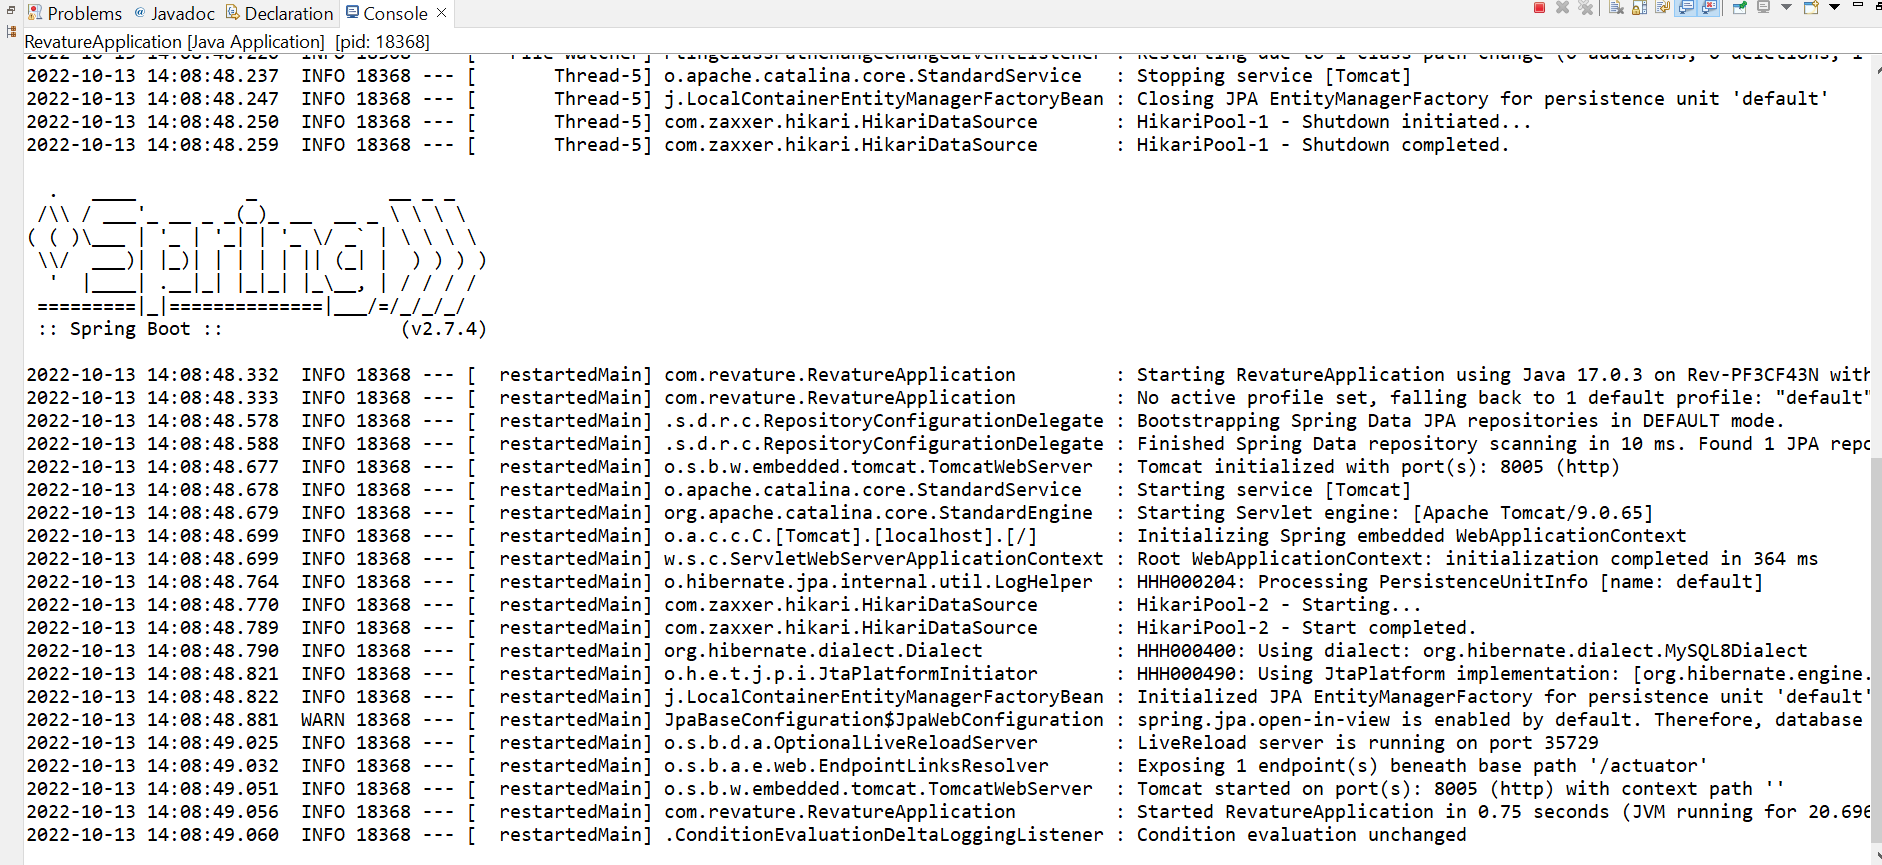 Problems @ Javadoc Declaration Console
RevatureApplication [Java Application] [pid: 18368]
2022-10-13 14:08:48.237  INFO 18368 --- [       Thread-5] o.apache.catalina.core.StandardService   : Stopping service [Tomcat]
2022-10-13 14:08:48.247  INFO 18368 --- [       Thread-5] j.LocalContainerEntityManagerFactoryBean : Closing JPA EntityManagerFactory for persistence unit 'default'
2022-10-13 14:08:48.250  INFO 18368 --- [       Thread-5] com.zaxxer.hikari.HikariDataSource       : HikariPool-1 - Shutdown initiated...
2022-10-13 14:08:48.259  INFO 18368 --- [       Thread-5] com.zaxxer.hikari.HikariDataSource       : HikariPool-1 - Shutdown completed.
Spring
:: Spring Boot ::                (v2.7.4)
2022-10-13 14:08:48.332  INFO 18368 --- [  restartedMain] com.revature.RevatureApplication         : Starting RevatureApplication using Java 17.0.3 on Rev-PF3CF43N with
2022-10-13 14:08:48.333  INFO 18368 --- [  restartedMain] com.revature.RevatureApplication         : No active profile set, falling back to 1 default profile: "default"
2022-10-13 14:08:48.578  INFO 18368 --- [  restartedMain] .s.d.r.c.RepositoryConfigurationDelegate : Bootstrapping Spring Data JPA repositories in DEFAULT mode.
2022-10-13 14:08:48.588  INFO 18368 --- [  restartedMain] .s.d.r.c.RepositoryConfigurationDelegate : Finished Spring Data repository scanning in 10 ms. Found 1 JPA repo
2022-10-13 14:08:48.677  INFO 18368 --- [  restartedMain] o.s.b.w.embedded.tomcat.TomcatWebServer  : Tomcat initialized with port(s): 8005 (http)
2022-10-13 14:08:48.678  INFO 18368 --- [  restartedMain] o.apache.catalina.core.StandardService   : Starting service [Tomcat]
2022-10-13 14:08:48.679  INFO 18368 --- [  restartedMain] org.apache.catalina.core.StandardEngine  : Starting Servlet engine: [Apache Tomcat/9.0.65]
2022-10-13 14:08:48.699  INFO 18368 --- [  restartedMain] o.a.c.c.C.[Tomcat].[localhost].[/]       : Initializing Spring embedded WebApplicationContext
2022-10-13 14:08:48.699  INFO 18368 --- [  restartedMain] w.s.c.ServletWebServerApplicationContext : Root WebApplicationContext: initialization completed in 364 ms
2022-10-13 14:08:48.764  INFO 18368 --- [  restartedMain] o.hibernate.jpa.internal.util.LogHelper  : HHH000204: Processing PersistenceUnitInfo [name: default]
2022-10-13 14:08:48.770  INFO 18368 --- [  restartedMain] com.zaxxer.hikari.HikariDataSource       : HikariPool-2 - Starting...
2022-10-13 14:08:48.789  INFO 18368 --- [  restartedMain] com.zaxxer.hikari.HikariDataSource       : HikariPool-2 - Start completed.
2022-10-13 14:08:48.790  INFO 18368 --- [  restartedMain] org.hibernate.dialect.Dialect            : HHH000400: Using dialect: org.hibernate.dialect.MySQL8Dialect
2022-10-13 14:08:48.821  INFO 18368 --- [  restartedMain] o.h.e.t.j.p.i.JtaPlatformInitiator       : HHH000490: Using JtaPlatform implementation: [org.hibernate.engine.
2022-10-13 14:08:48.822  INFO 18368 --- [  restartedMain] j.LocalContainerEntityManagerFactoryBean : Initialized JPA EntityManagerFactory for persistence unit 'default'
2022-10-13 14:08:48.881  WARN 18368 --- [  restartedMain] JpaBaseConfiguration$JpaWebConfiguration : spring.jpa.open-in-view is enabled by default. Therefore, database
2022-10-13 14:08:49.025  INFO 18368 --- [  restartedMain] o.s.b.d.a.OptionalLiveReloadServer       : LiveReload server is running on port 35729
2022-10-13 14:08:49.032  INFO 18368 --- [  restartedMain] o.s.b.a.e.web.EndpointLinksResolver      : Exposing 1 endpoint(s) beneath base path '/actuator'
2022-10-13 14:08:49.051  INFO 18368 --- [  restartedMain] o.s.b.w.embedded.tomcat.TomcatWebServer  : Tomcat started on port(s): 8005 (http) with context path ''
2022-10-13 14:08:49.056  INFO 18368 --- [  restartedMain] com.revature.RevatureApplication         : Started RevatureApplication in 0.75 seconds (JVM running for 20.696
2022-10-13 14:08:49.060  INFO 18368 --- [  restartedMain] .ConditionEvaluationDeltaLoggingListener : Condition evaluation unchanged